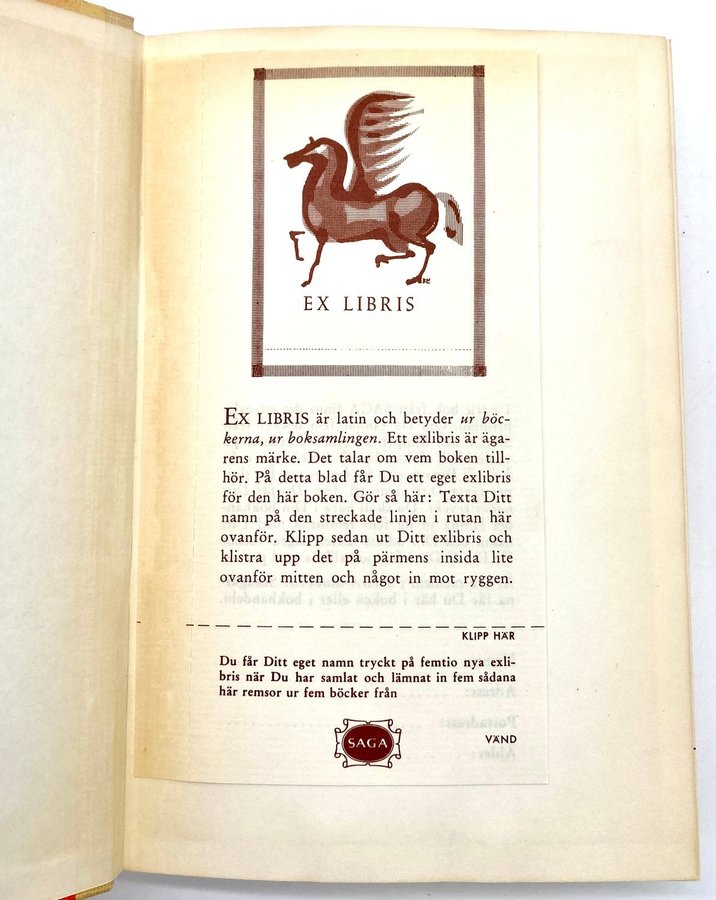 EX LIBRIS
EX LIBRIS är latin och betyder ur böc-
kerna, ur boksamlingen. Ett exlibris är äga-
rens märke. Det talar om vem boken till-
hör. På detta blad får Du ett eget exlibris
för den här boken. Gör så här: Texta Ditt
namn på den streckade linjen i rutan här
ovanför. Klipp sedan ut Ditt exlibris och
klistra upp det på pärmens insida lite
ovanför mitten och något in mot ryggen.
KLIPP HÄR
Du får Ditt eget namn tryckt på femtio nya exli-
bris när Du har samlat och lämnat in fem sådana
här remsor ur fem böcker från
SAGA
VÄND